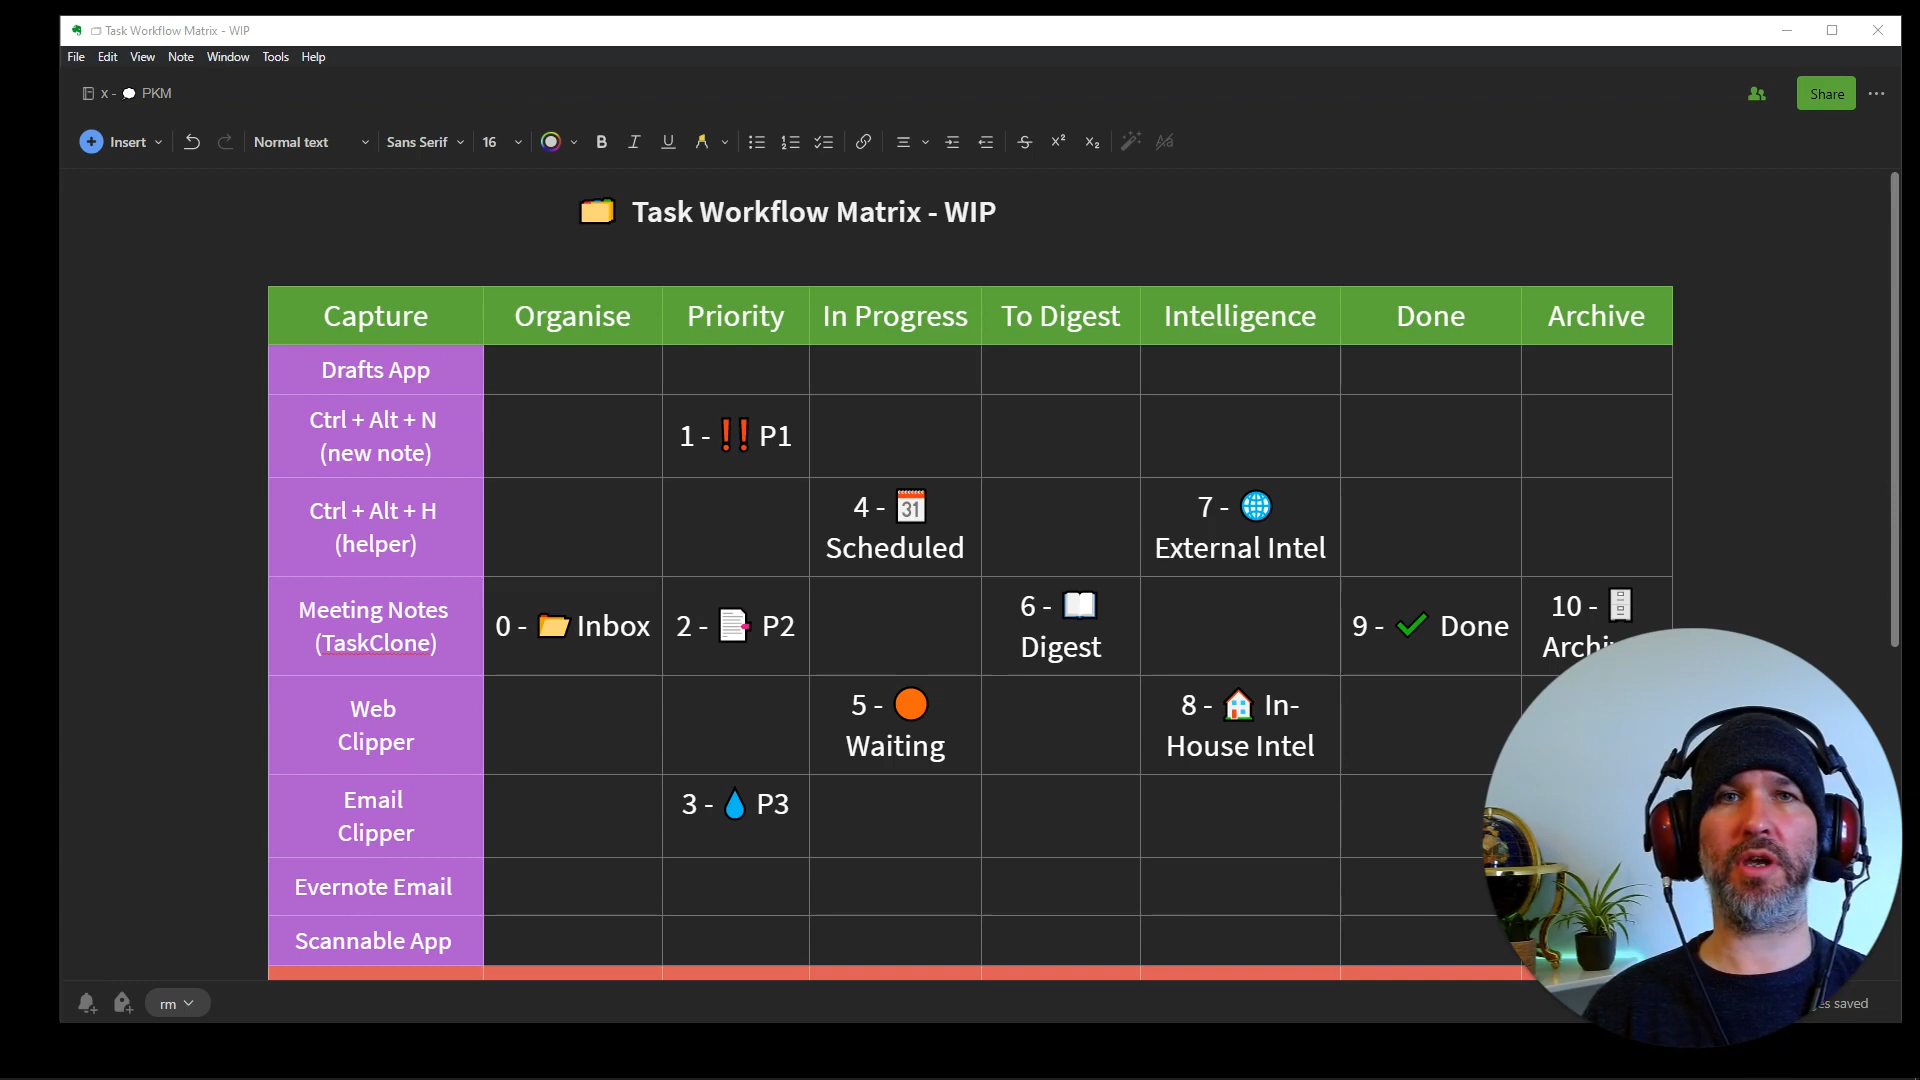 Task Workflow Matrix - WIP
File Edit View Note Window Tools Help
x - PKM
Share
Insert Normal text Sans Serif 16
Task Workflow Matrix - WIP
Capture Organise Priority In Progress To Digest Intelligence Done Archive
Drafts App
Ctrl + Alt + N
(new note)
1 - ‼️ P1
Ctrl + Alt + H
(helper)
4 - 31
Scheduled
7 -
External Intel
Meeting Notes
(TaskClone)
0 - Inbox
2 - P2
6 -
Digest
9 - ✔ Done
10 -
Web
Clipper
5 -
Waiting
8 - In-
House Intel
Email
Clipper
3 - P3
Evernote Email
Scannable App
rm
saved